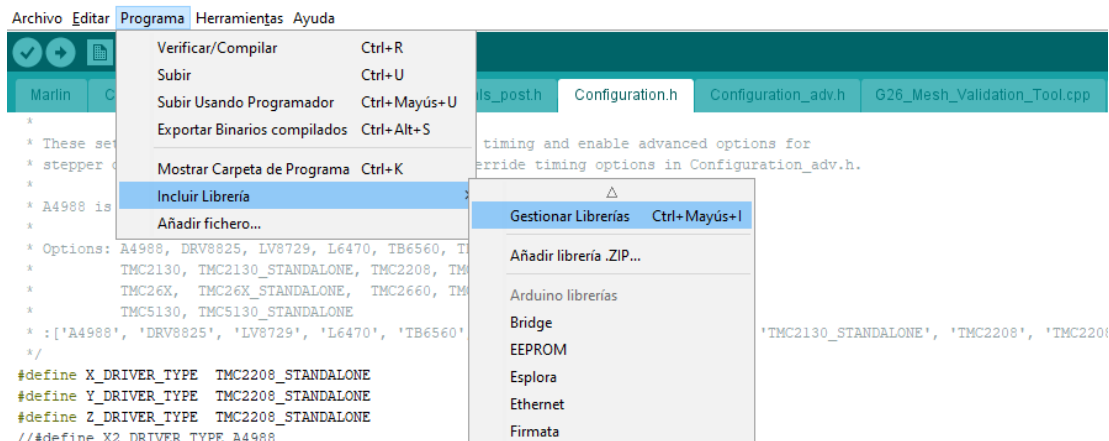 Archivo Editar Programa Herramientas Ayuda
Verificar/Compilar Ctrl+R
Subir Ctrl+U
Subir Usando Programador Ctrl+Mayús+U
Exportar Binarios compilados Ctrl+Alt+S
Mostrar Carpeta de Programa Ctrl+K
Incluir Librería
Añadir fichero...
Gestionar Librerías Ctrl+Mayús+I
Añadir librería .ZIP...
Arduino librerías
Bridge
EEPROM
Esplora
Ethernet
Firmata
Marlin C ls_post.h Configuration.h Configuration_adv.h G26_Mesh_Validation_Tool.cpp
*
* These set timing and enable advanced options for
* stepper erride timing options in Configuration_adv.h.
*
* A4988 is
*
* Options: A4988, DRV8825, LV8729, L6470, TB6560,
* TMC2130, TMC2130_STANDALONE, TMC2208,
* TMC26X, TMC26X_STANDALONE, TMC2660,
* TMC5130, TMC5130_STANDALONE
* :['A4988', 'DRV8825', 'LV8729', 'L6470', 'TB6560' 'TMC2130_STANDALONE', 'TMC2208', 'TMC2208
*/
#define X_DRIVER_TYPE TMC2208_STANDALONE
#define Y_DRIVER_TYPE TMC2208_STANDALONE
#define Z_DRIVER_TYPE TMC2208_STANDALONE
//#define X2_DRIVER_TYPE A4988